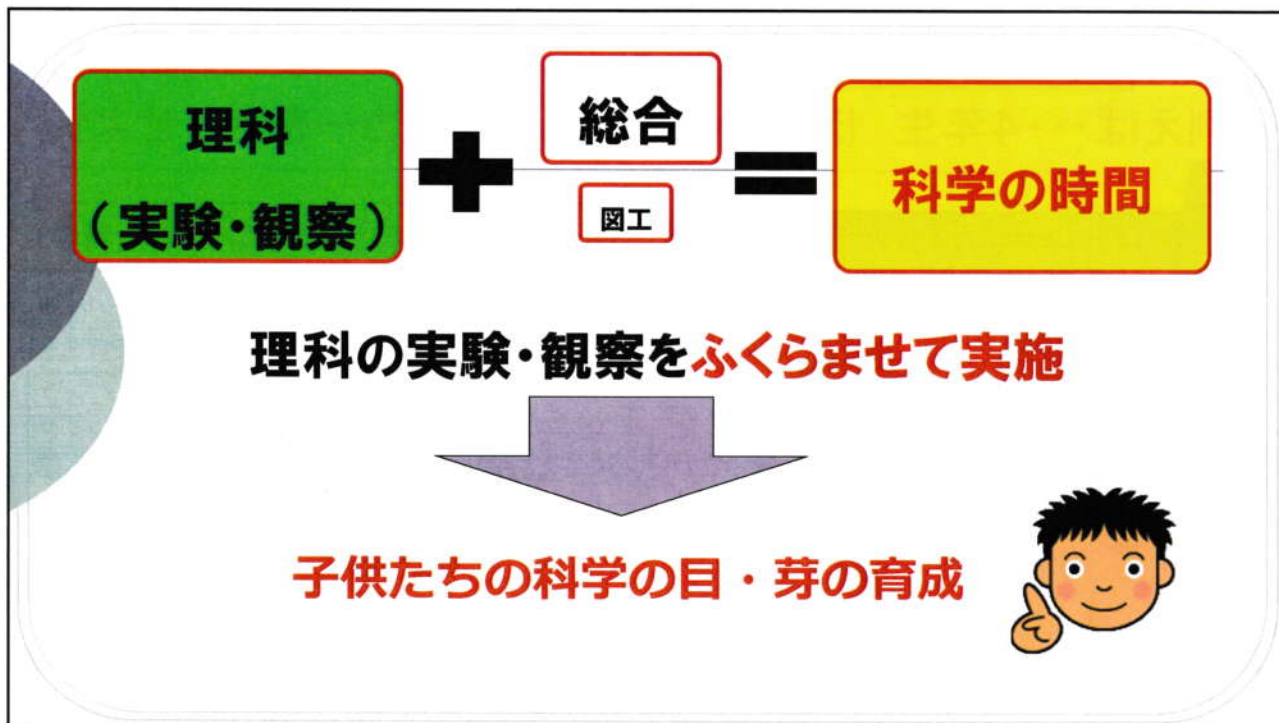 理科
（実験・観察）
＋
総合
図工
＝
科学の時間
理科の実験・観察をふくらませて実施
子供たちの科学の目・芽の育成